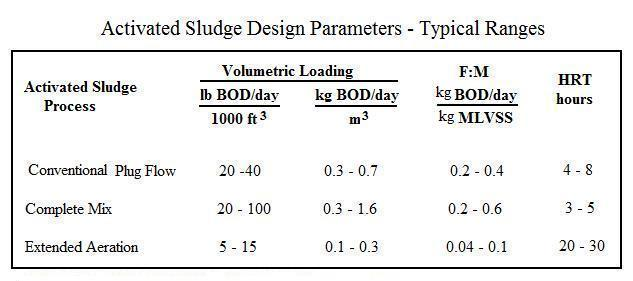 Activated Sludge Design Parameters - Typical Ranges
Activated Sludge Process
Volumetric Loading
lb BOD/day
1000 ft 3
kg BOD/day
m3
F:M
kg BOD/day
kg MLVSS
HRT
hours
Conventional Plug Flow 20 -40 0.3 - 0.7 0.2 - 0.4 4 - 8
Complete Mix 20 - 100 0.3 - 1.6 0.2 - 0.6 3 - 5
Extended Aeration 5 - 15 0.1 - 0.3 0.04 - 0.1 20 - 30